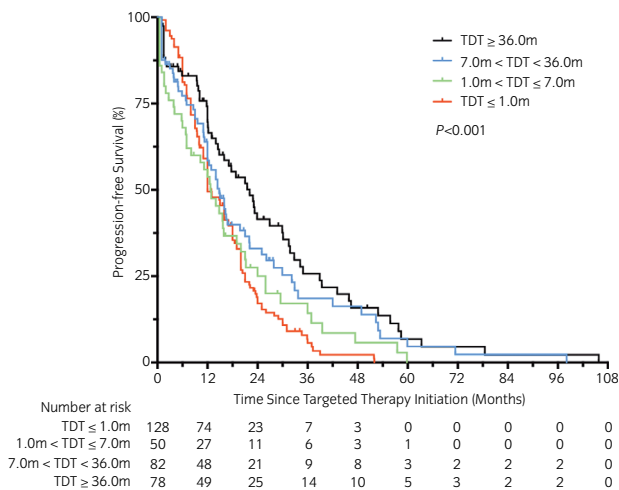 100
75
50
25
0
Progression-free Survival (%)
TDT ≥ 36.0m
7.0m < TDT < 36.0m
1.0m < TDT ≤ 7.0m
TDT ≤ 1.0m
P<0.001
0 12 24 36 48 60 72 84 96 108
Time Since Targeted Therapy Initiation (Months)
Number at risk
TDT ≤ 1.0m 128 74 23 7 3 0 0 0 0 0
1.0m < TDT ≤ 7.0m 50 27 11 6 3 1 0 0 0 0
7.0m < TDT < 36.0m 82 48 21 9 8 3 2 2 2 0
TDT ≥ 36.0m 78 49 25 14 10 5 3 2 2 0